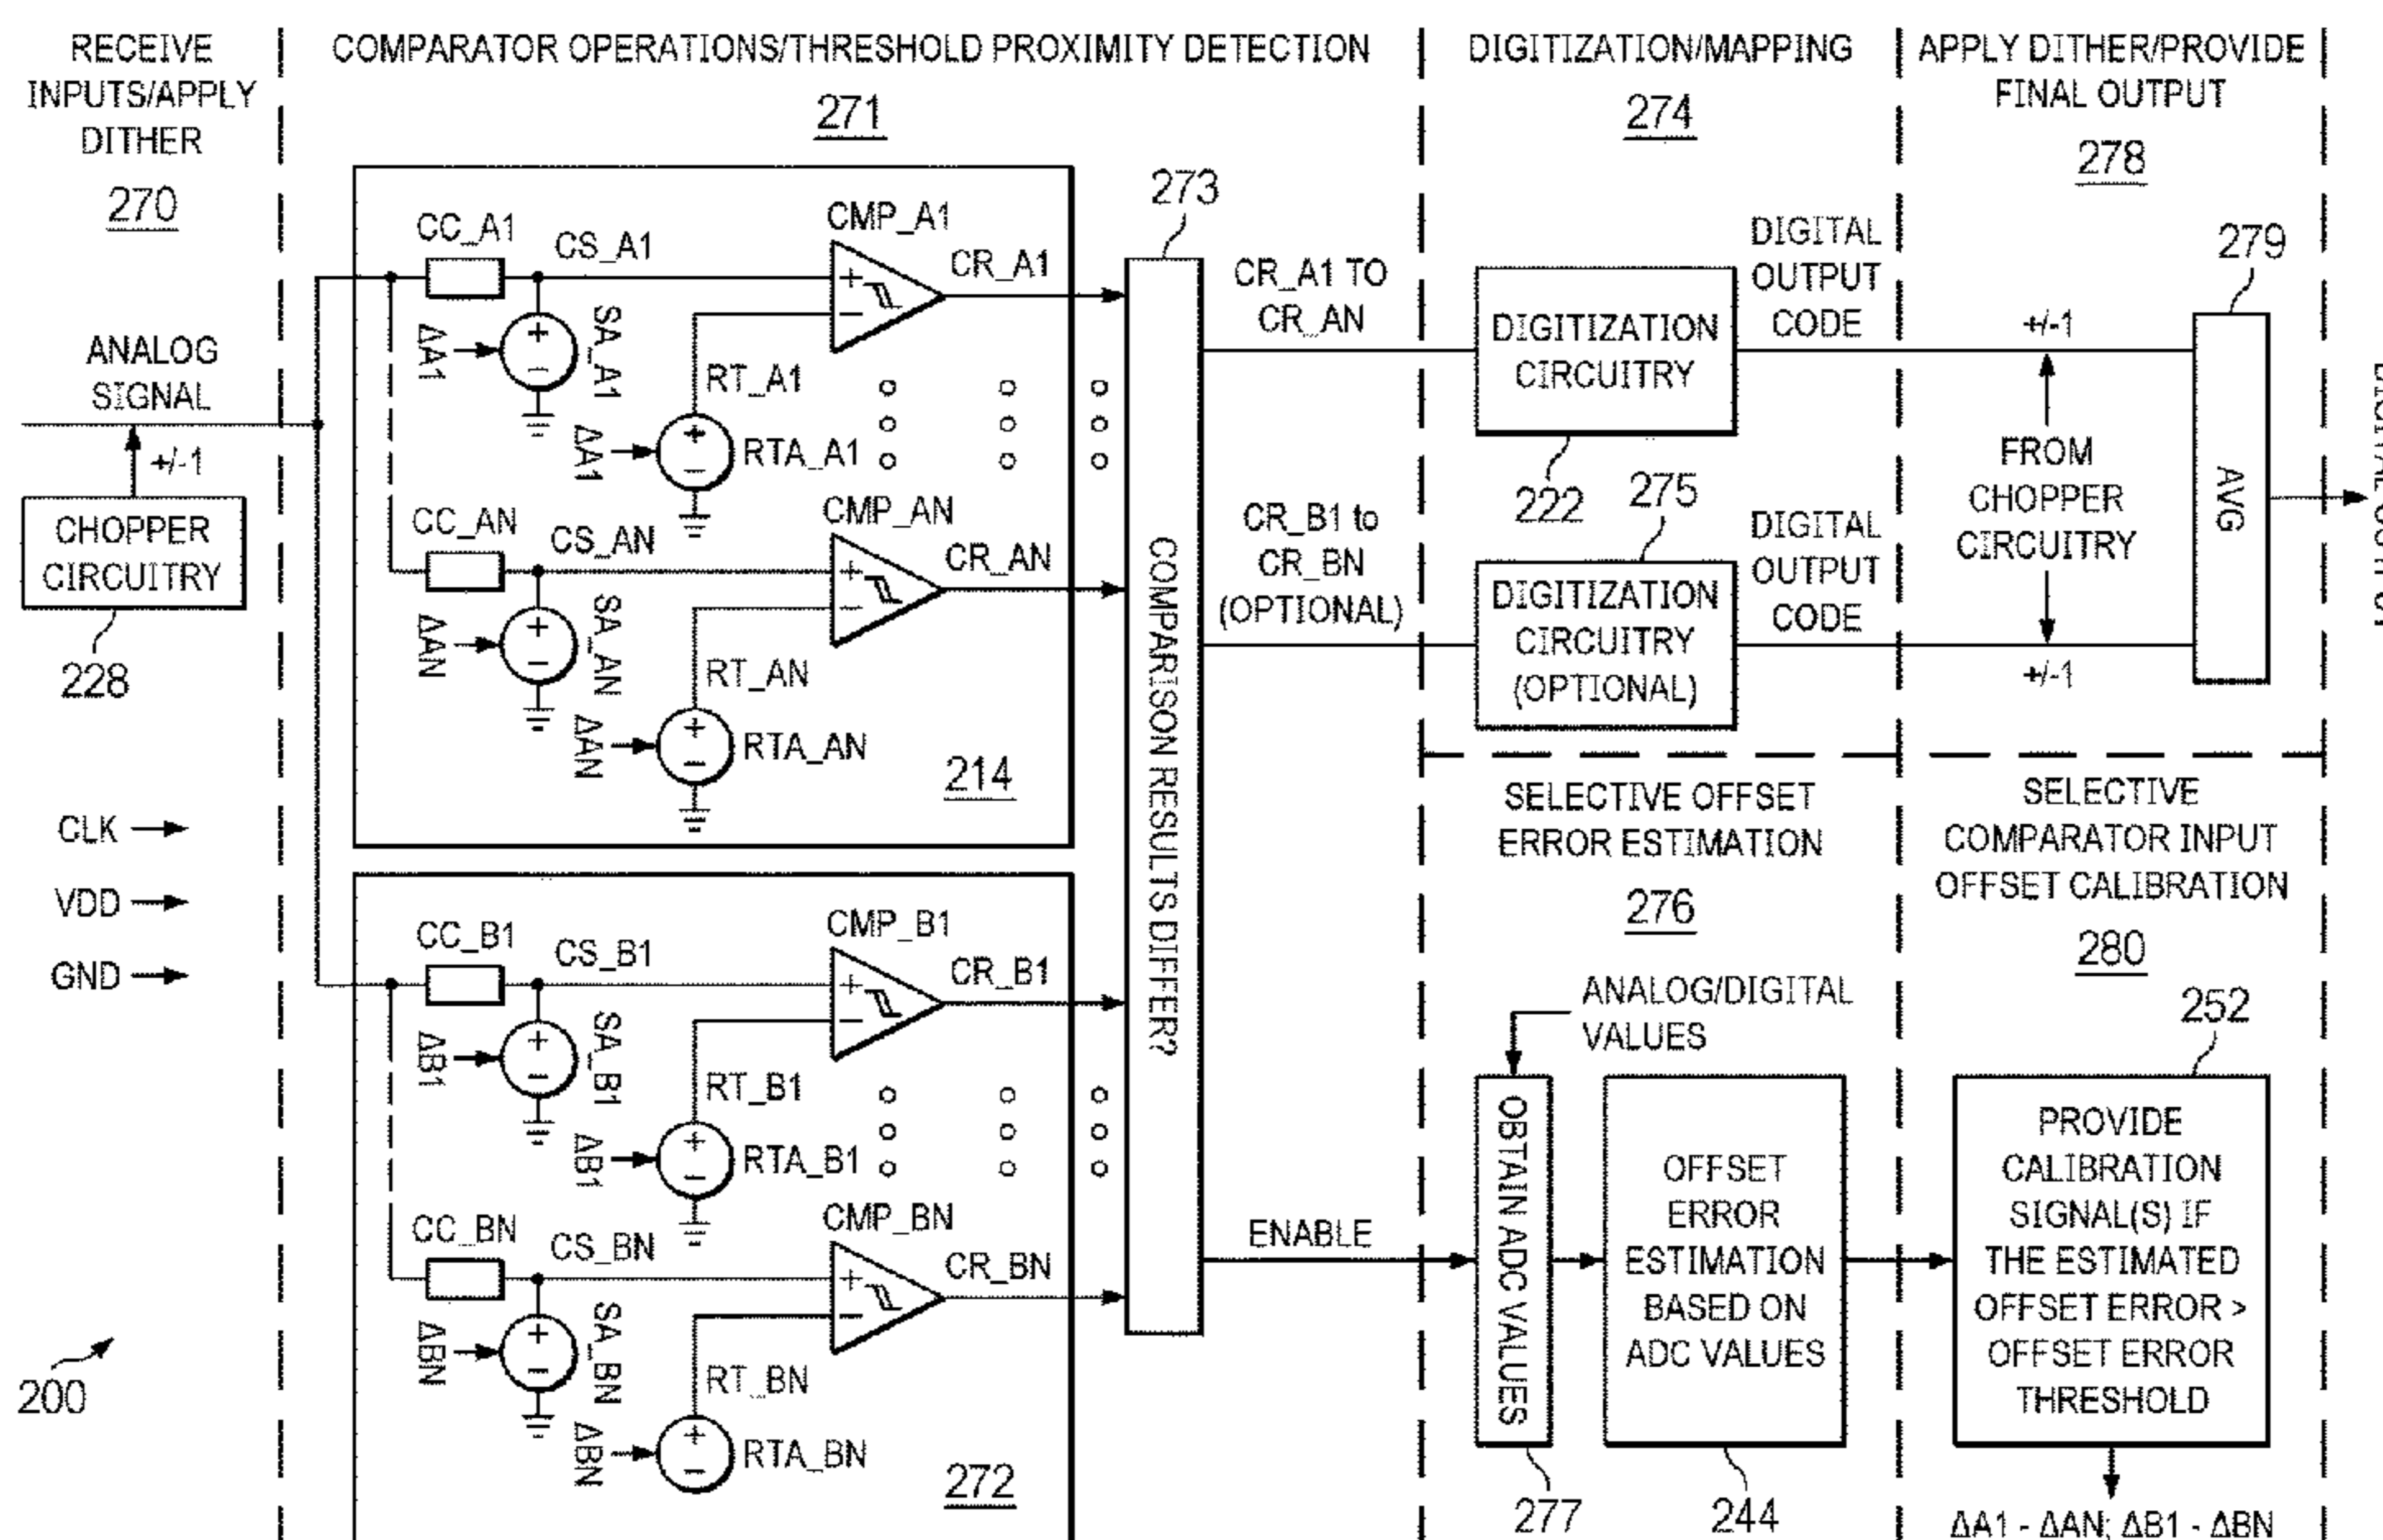 RECEIVE
INPUTS/APPLY
DITHER
270
COMPARATOR OPERATIONS/THRESHOLD PROXIMITY DETECTION
271
DIGITIZATION/MAPPING
274
APPLY DITHER/PROVIDE
FINAL OUTPUT
278
ANALOG
SIGNAL
+/-1
CHOPPER
CIRCUITRY
228
CLK
VDD
GND
200
CC_A1
CS_A1
CMP_A1
+
−
CR_A1
ΔA1
+
−
SA_A1
RT_A1
ΔA1
+
−
RTA_A1
CC_AN
CS_AN
CMP_AN
+
−
CR_AN
ΔAN
+
−
SA_AN
RT_AN
ΔAN
+
−
RTA_AN
214
CC_B1
CS_B1
CMP_B1
+
−
CR_B1
ΔB1
+
−
SA_B1
RT_B1
ΔB1
+
−
RTA_B1
CC_BN
CS_BN
CMP_BN
+
−
CR_BN
ΔBN
+
−
SA_BN
RT_BN
ΔBN
+
−
RTA_BN
272
273
COMPARISON RESULTS DIFFER?
CR_A1 TO
CR_AN
CR_B1 to
CR_BN
(OPTIONAL)
ENABLE
DIGITIZATION
CIRCUITRY
222
DIGITAL
OUTPUT
CODE
275
DIGITIZATION
CIRCUITRY
(OPTIONAL)
DIGITAL
OUTPUT
CODE
+/-1
FROM
CHOPPER
CIRCUITRY
+/-1
279
AVG
SELECTIVE OFFSET
ERROR ESTIMATION
276
ANALOG/DIGITAL
VALUES
OBTAIN ADC VALUES
277
OFFSET
ERROR
ESTIMATION
BASED ON
ADC VALUES
244
SELECTIVE
COMPARATOR INPUT
OFFSET CALIBRATION
280
252
PROVIDE
CALIBRATION
SIGNAL(S) IF
THE ESTIMATED
OFFSET ERROR >
OFFSET ERROR
THRESHOLD
ΔA1 - ΔAN; ΔB1 - ΔBN